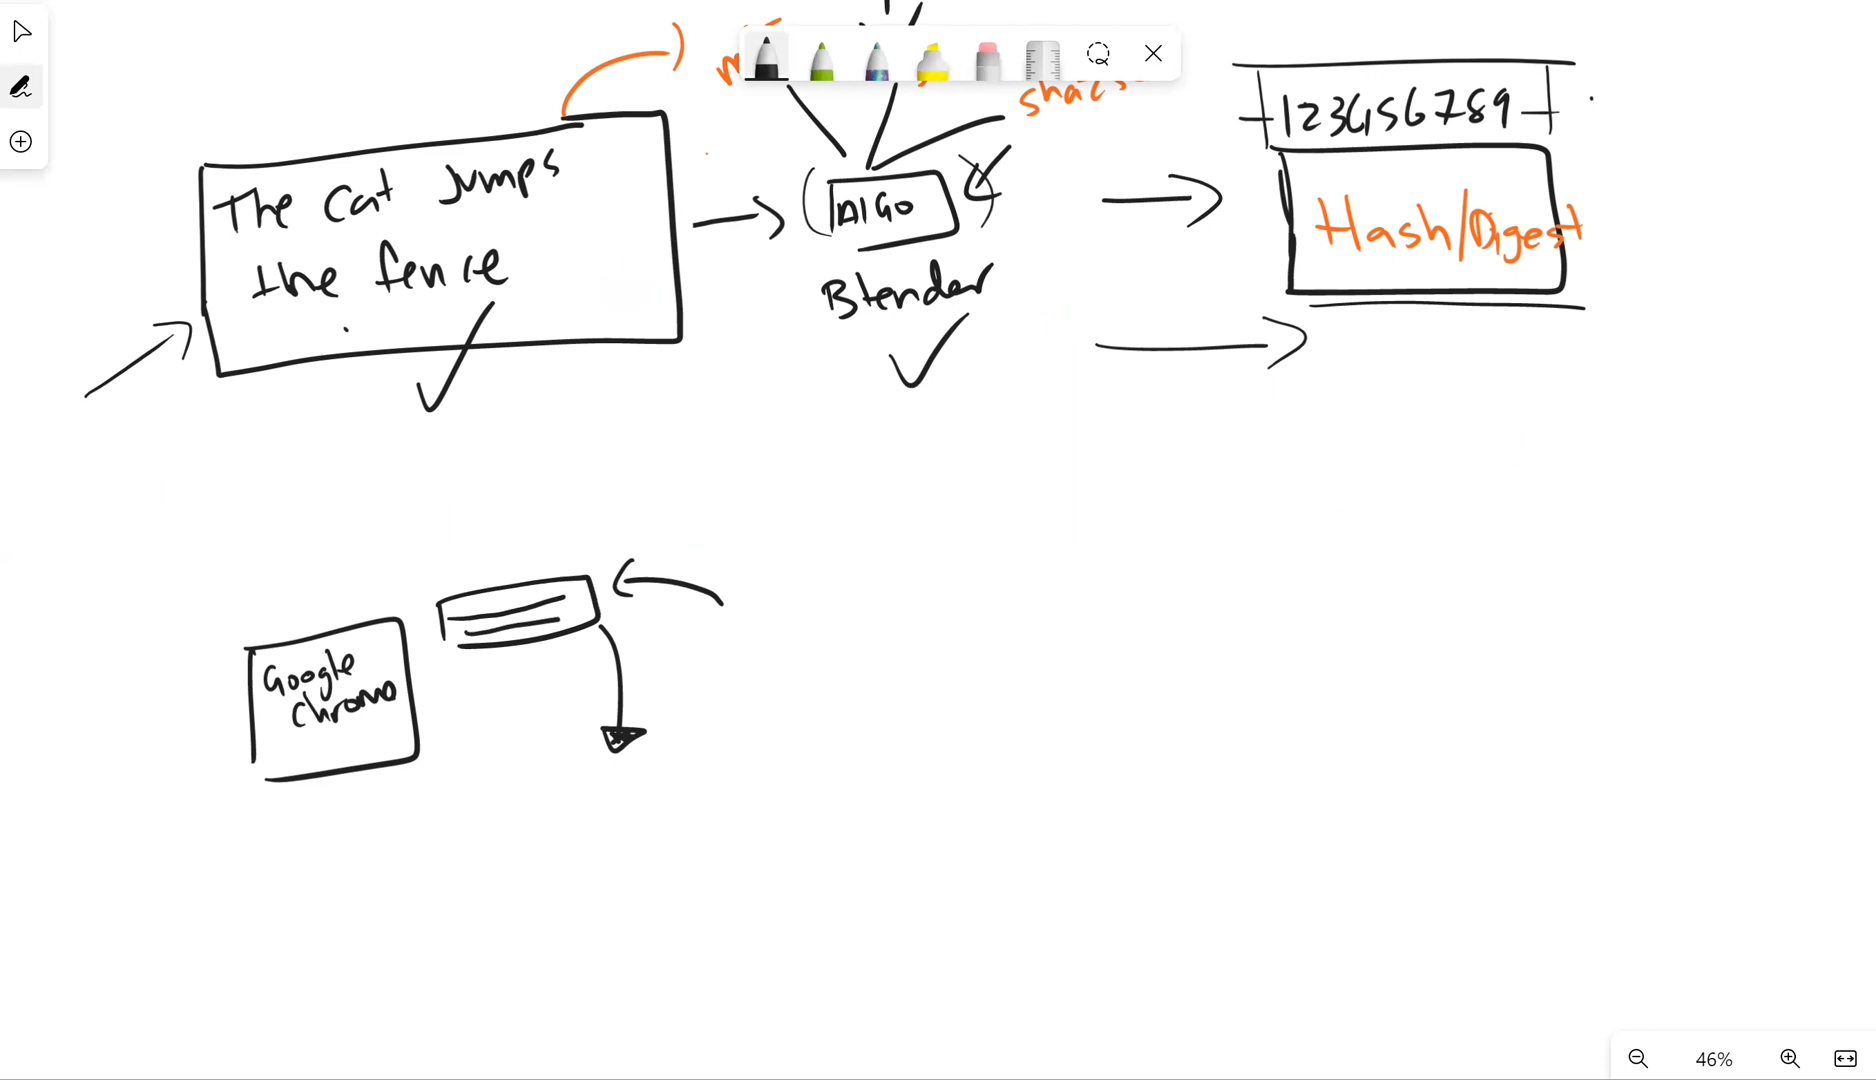 The Cat Jumps
the fence
AlGo
Blender
123456789
Hash/Digest
Google
Chrome
46%